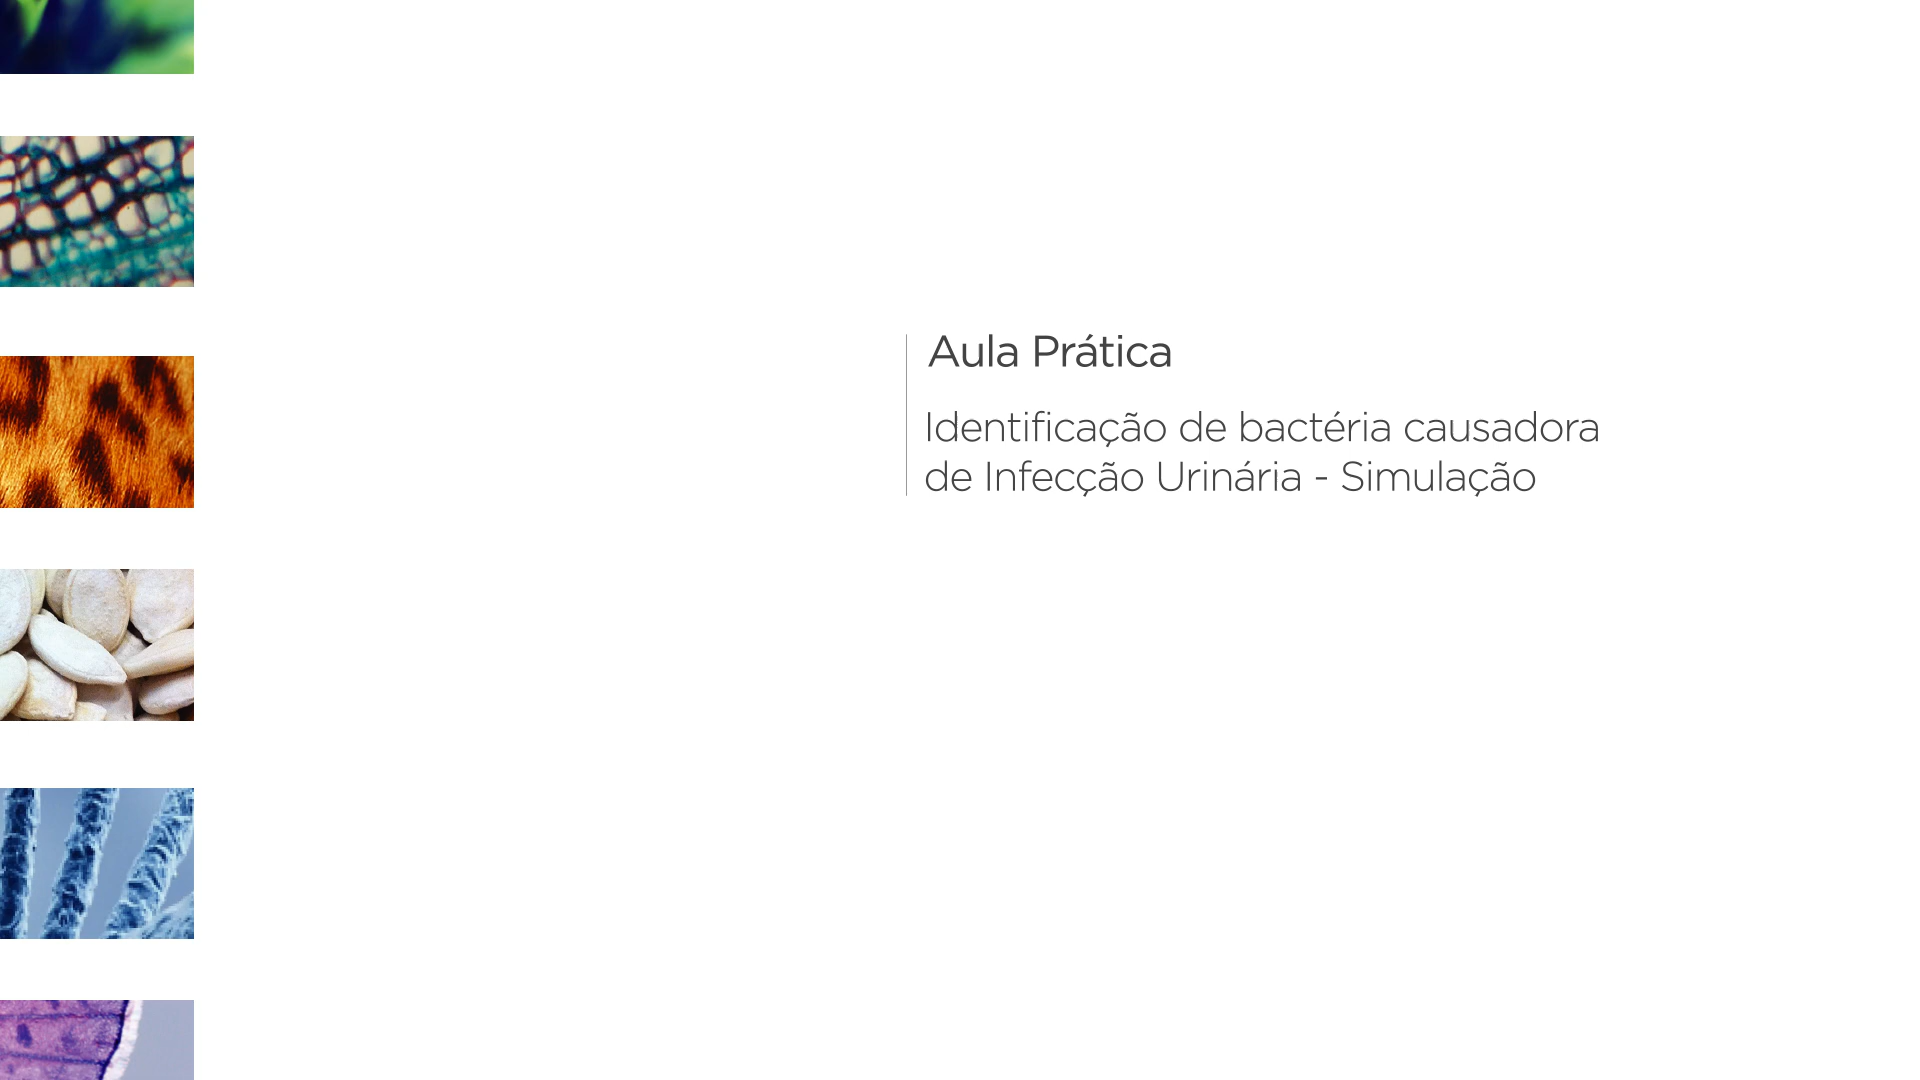 Aula Prática
Identificação de bactéria causadora
de Infecção Urinária - Simulação